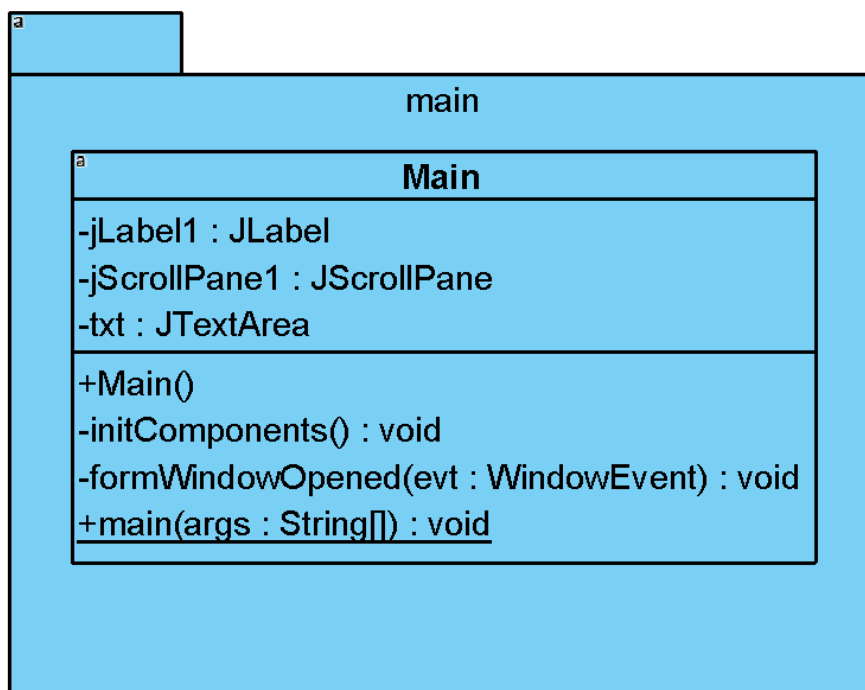 a
main
a
Main
-jLabel1 : JLabel
-jScrollPane1 : JScrollPane
-txt : JTextArea
+Main()
-initComponents() : void
-formWindowOpened(evt : WindowEvent) : void
+main(args : String[]) : void